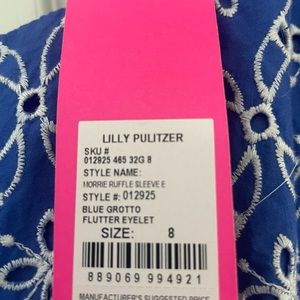 LILLY PULITZER
SKU #
012925 465 32G 8
STYLE NAME:
MORRIE RUFFLE SLEEVE E
STYLE #: 012925
BLUE GROTTO
FLUTTER EYELET
SIZE: 8
889069 994921
MANUFACTURER'S SUGGESTED PRICE